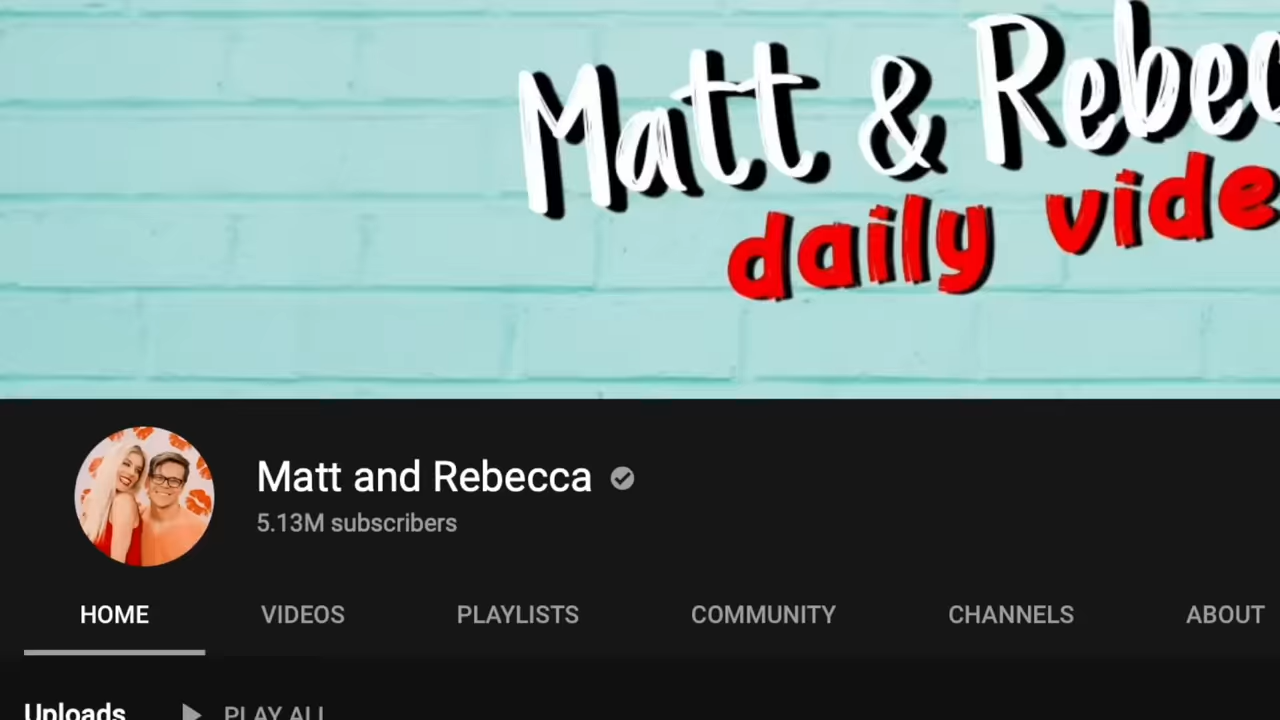 Matt & Rebec
daily vide
Matt and Rebecca
5.13M subscribers
HOME VIDEOS PLAYLISTS COMMUNITY CHANNELS ABOUT
Uploads PLAY ALL